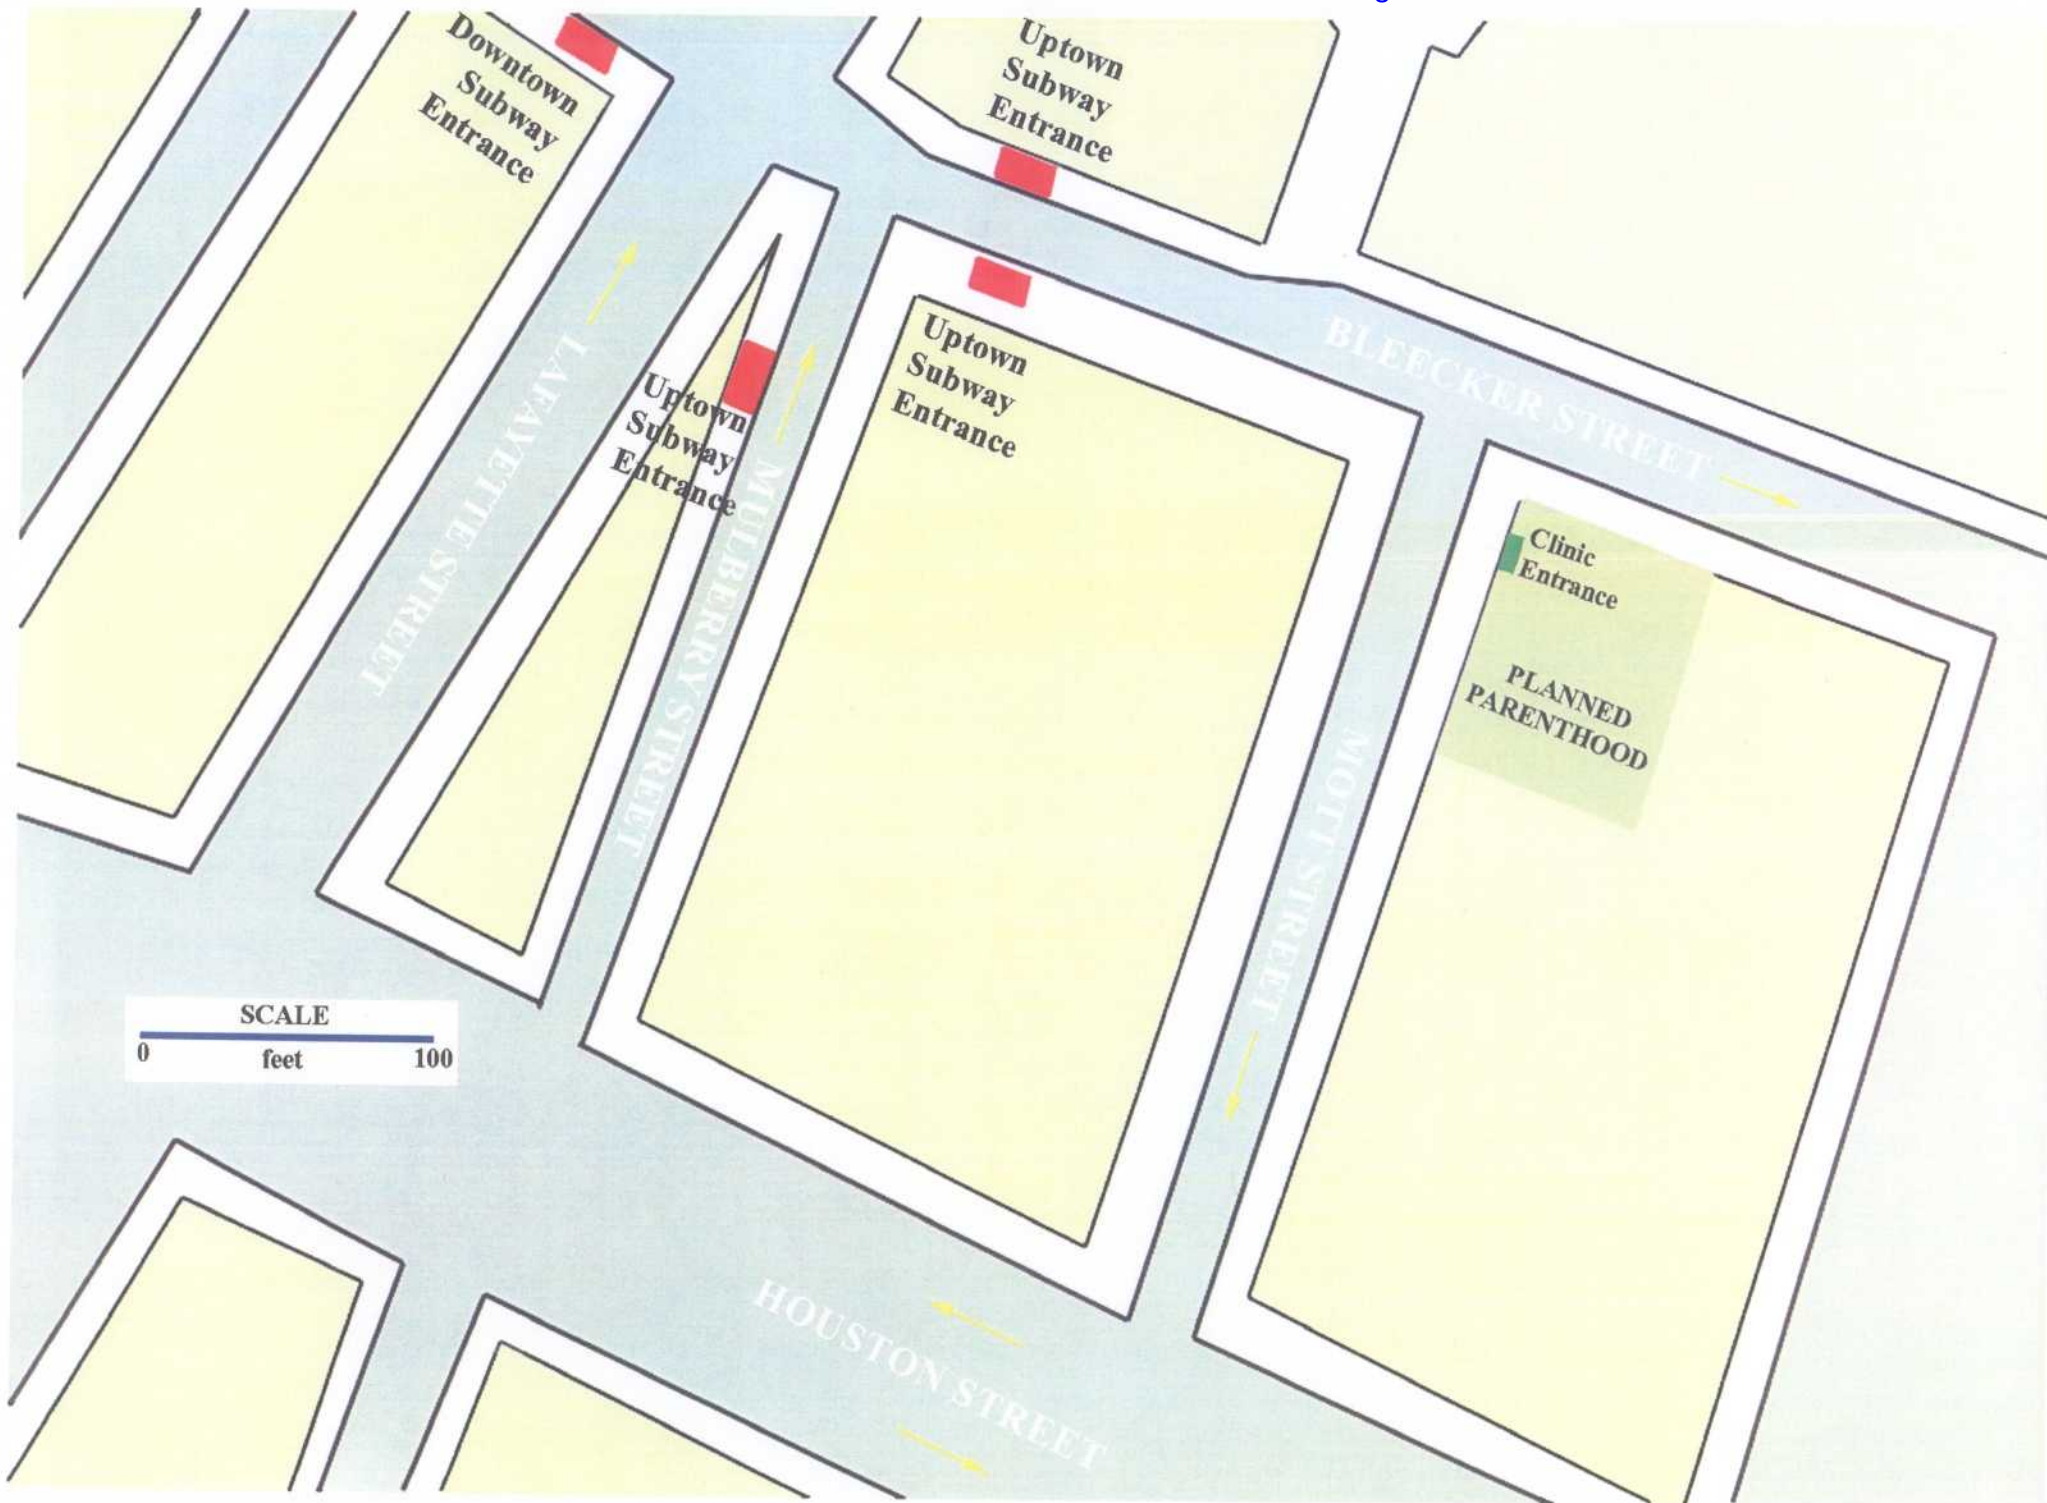 Downtown
Subway
Entrance
Uptown
Subway
Entrance
Uptown
Subway
Entrance
Uptown
Subway
Entrance
BLEECKER STREET
LAFAYETTE STREET
MULBERRY STREET
MOTT STREET
Clinic
Entrance
PLANNED
PARENTHOOD
SCALE
0 feet 100
HOUSTON STREET